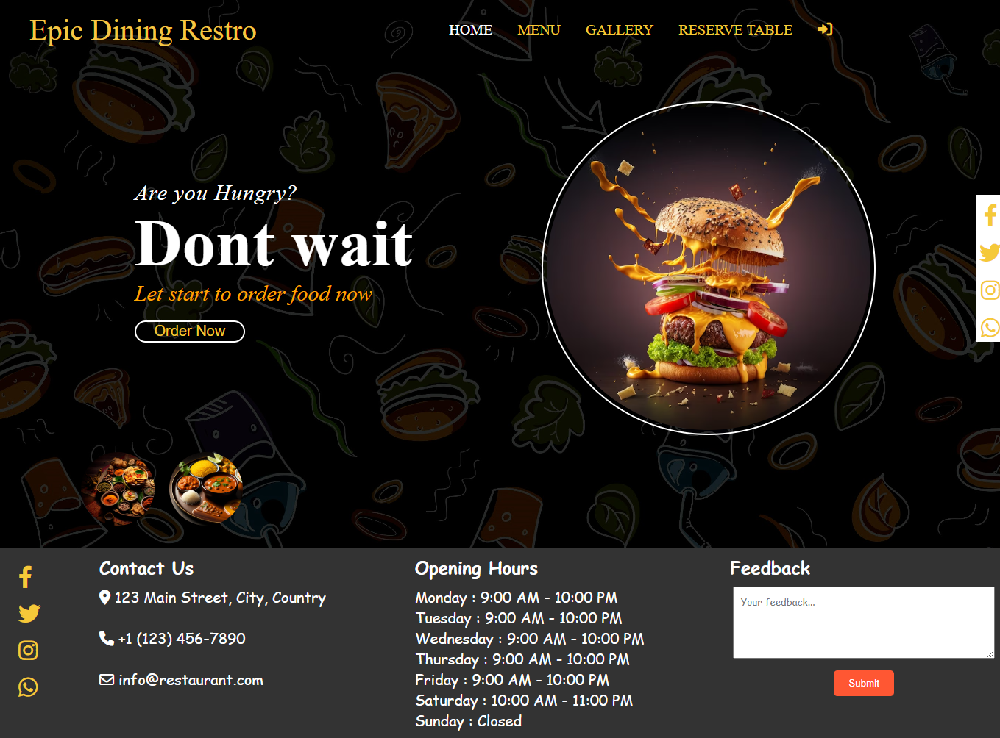 Epic Dining Restro
HOME MENU GALLERY RESERVE TABLE
Are you Hungry?
Dont wait
Let start to order food now
Order Now
Contact Us
123 Main Street, City, Country
+1 (123) 456-7890
info@restaurant.com
Opening Hours
Monday : 9:00 AM - 10:00 PM
Tuesday : 9:00 AM - 10:00 PM
Wednesday : 9:00 AM - 10:00 PM
Thursday : 9:00 AM - 10:00 PM
Friday : 9:00 AM - 10:00 PM
Saturday : 10:00 AM - 11:00 PM
Sunday : Closed
Feedback
Your feedback...
Submit